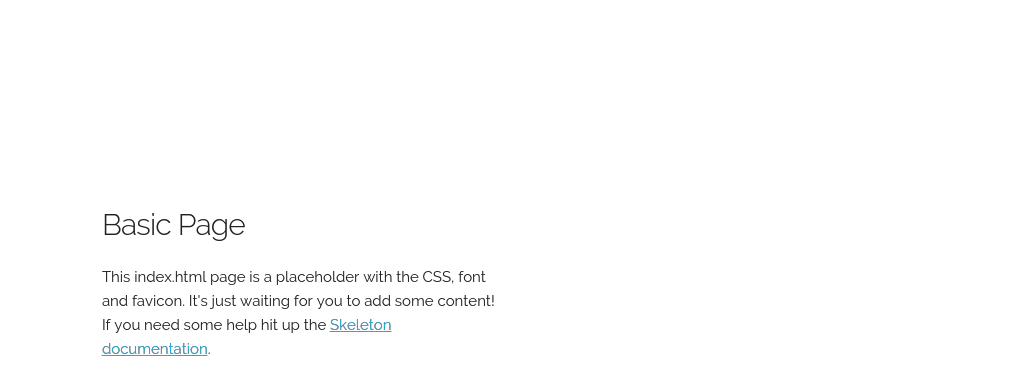 Basic Page
This index.html page is a placeholder with the CSS, font
and favicon. It's just waiting for you to add some content!
If you need some help hit up the Skeleton
documentation.